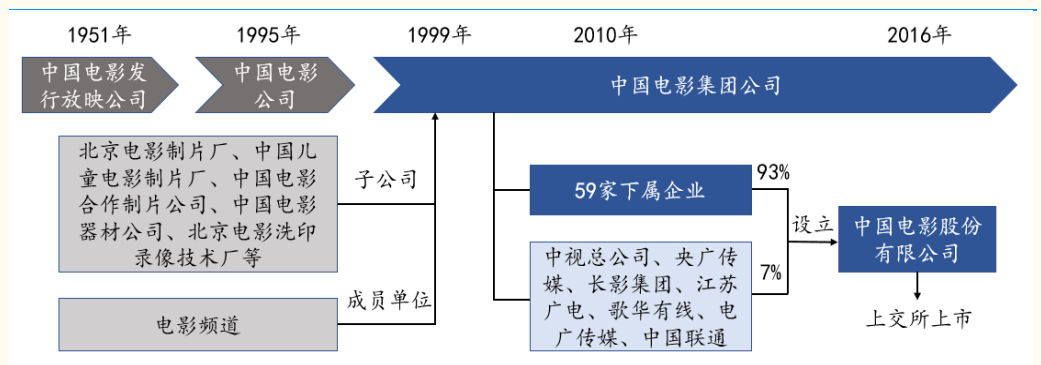 1951年
1995年
1999年
2010年
2016年
中国电影发
行放映公司
中国电影
公司
中国电影集团公司
北京电影制片厂、中国儿
童电影制片厂、中国电影
合作制片公司、中国电影
器材公司、北京电影洗印
录像技术厂等
子公司
电影频道
成员单位
59家下属企业
93%
中视总公司、央广传
媒、长影集团、江苏
广电、歌华有线、电
广传媒、中国联通
7%
设立
中国电影股份
有限公司
上交所上市